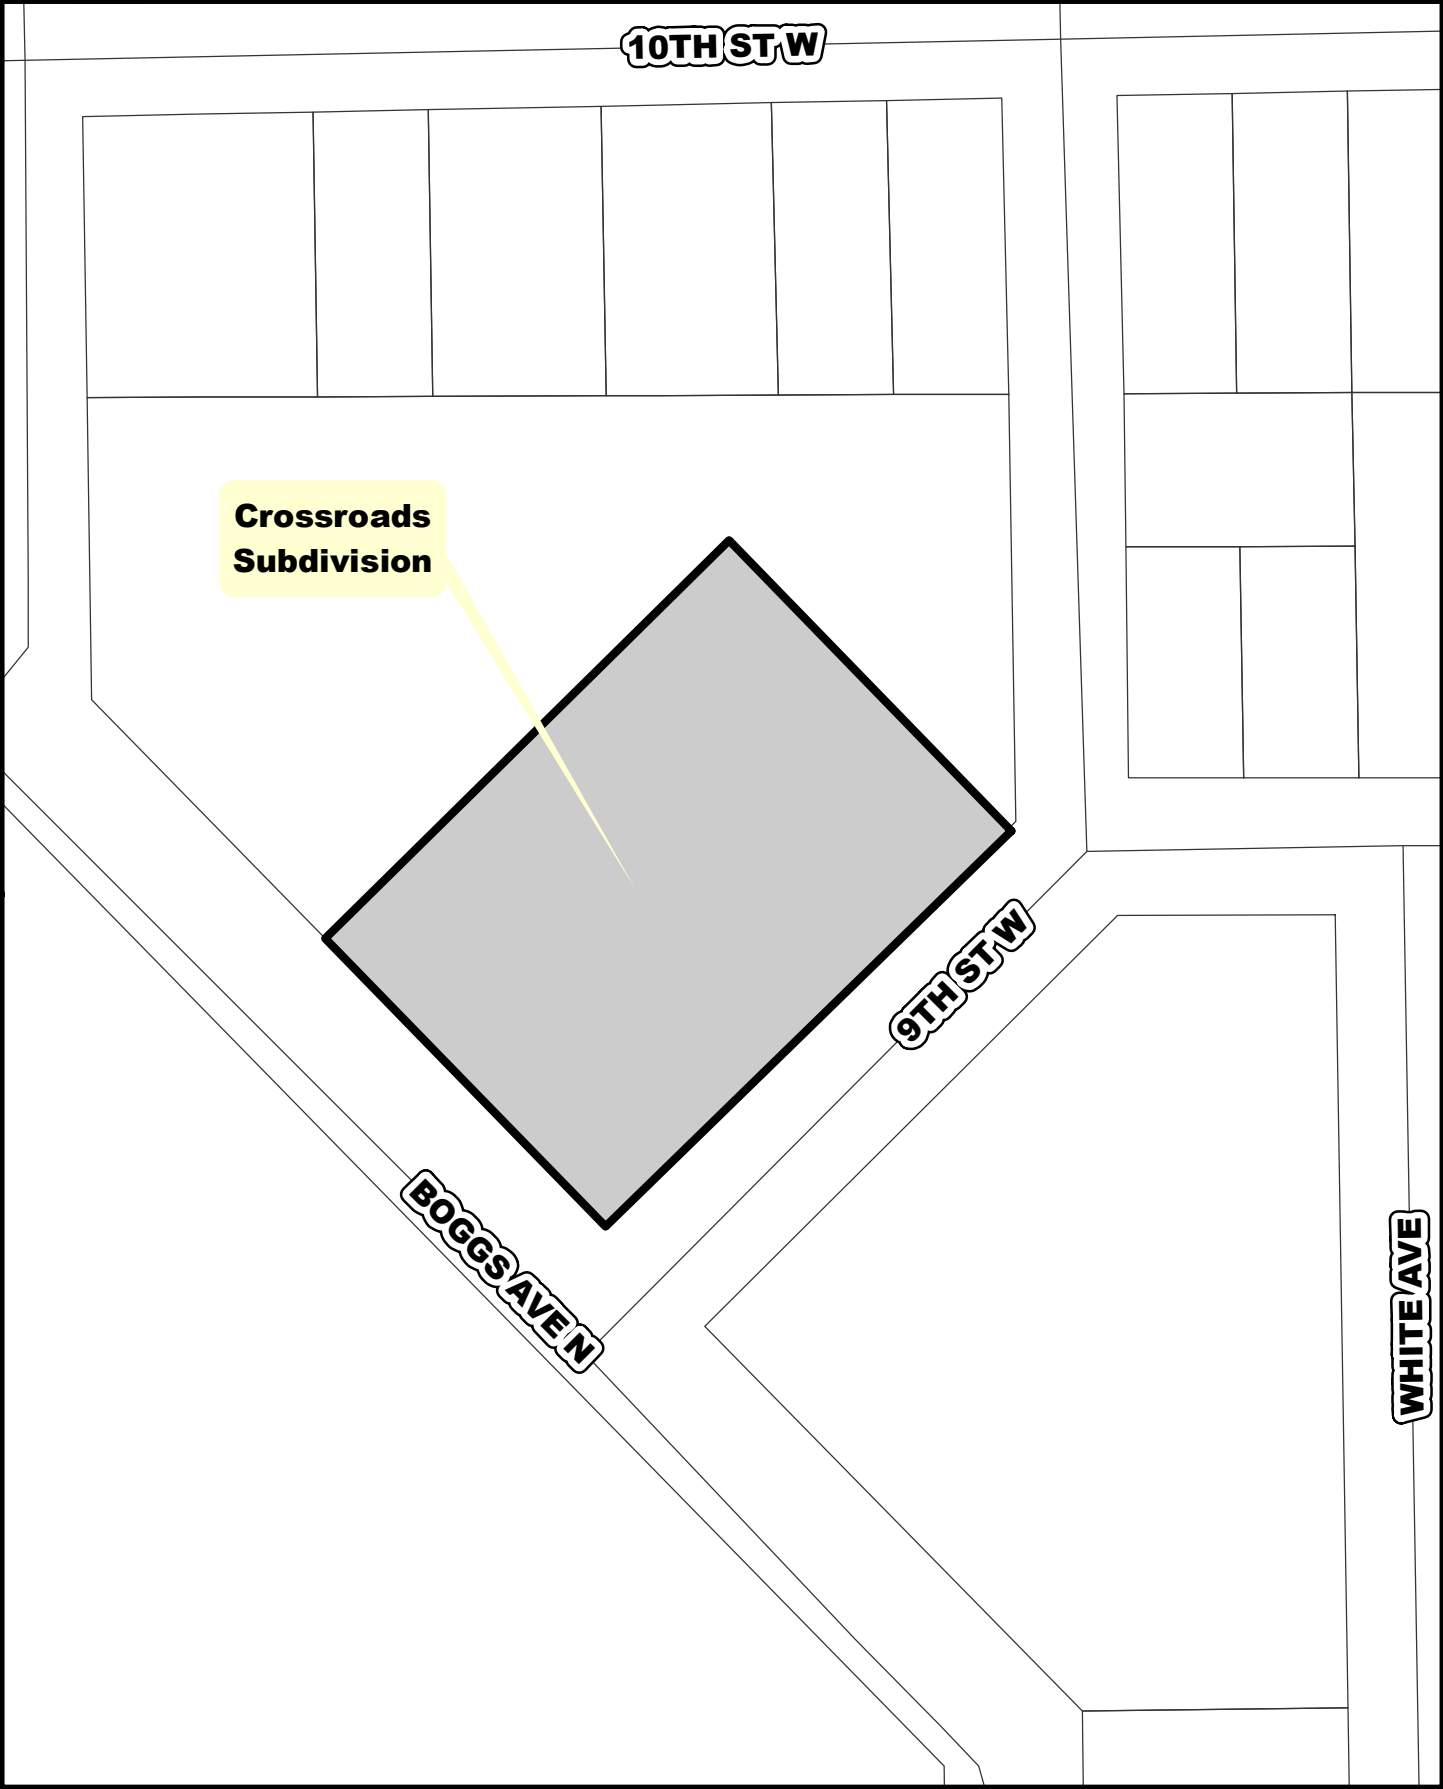 10TH ST W
Crossroads
Subdivision
9TH ST W
BOGGS AVE N
WHITE AVE